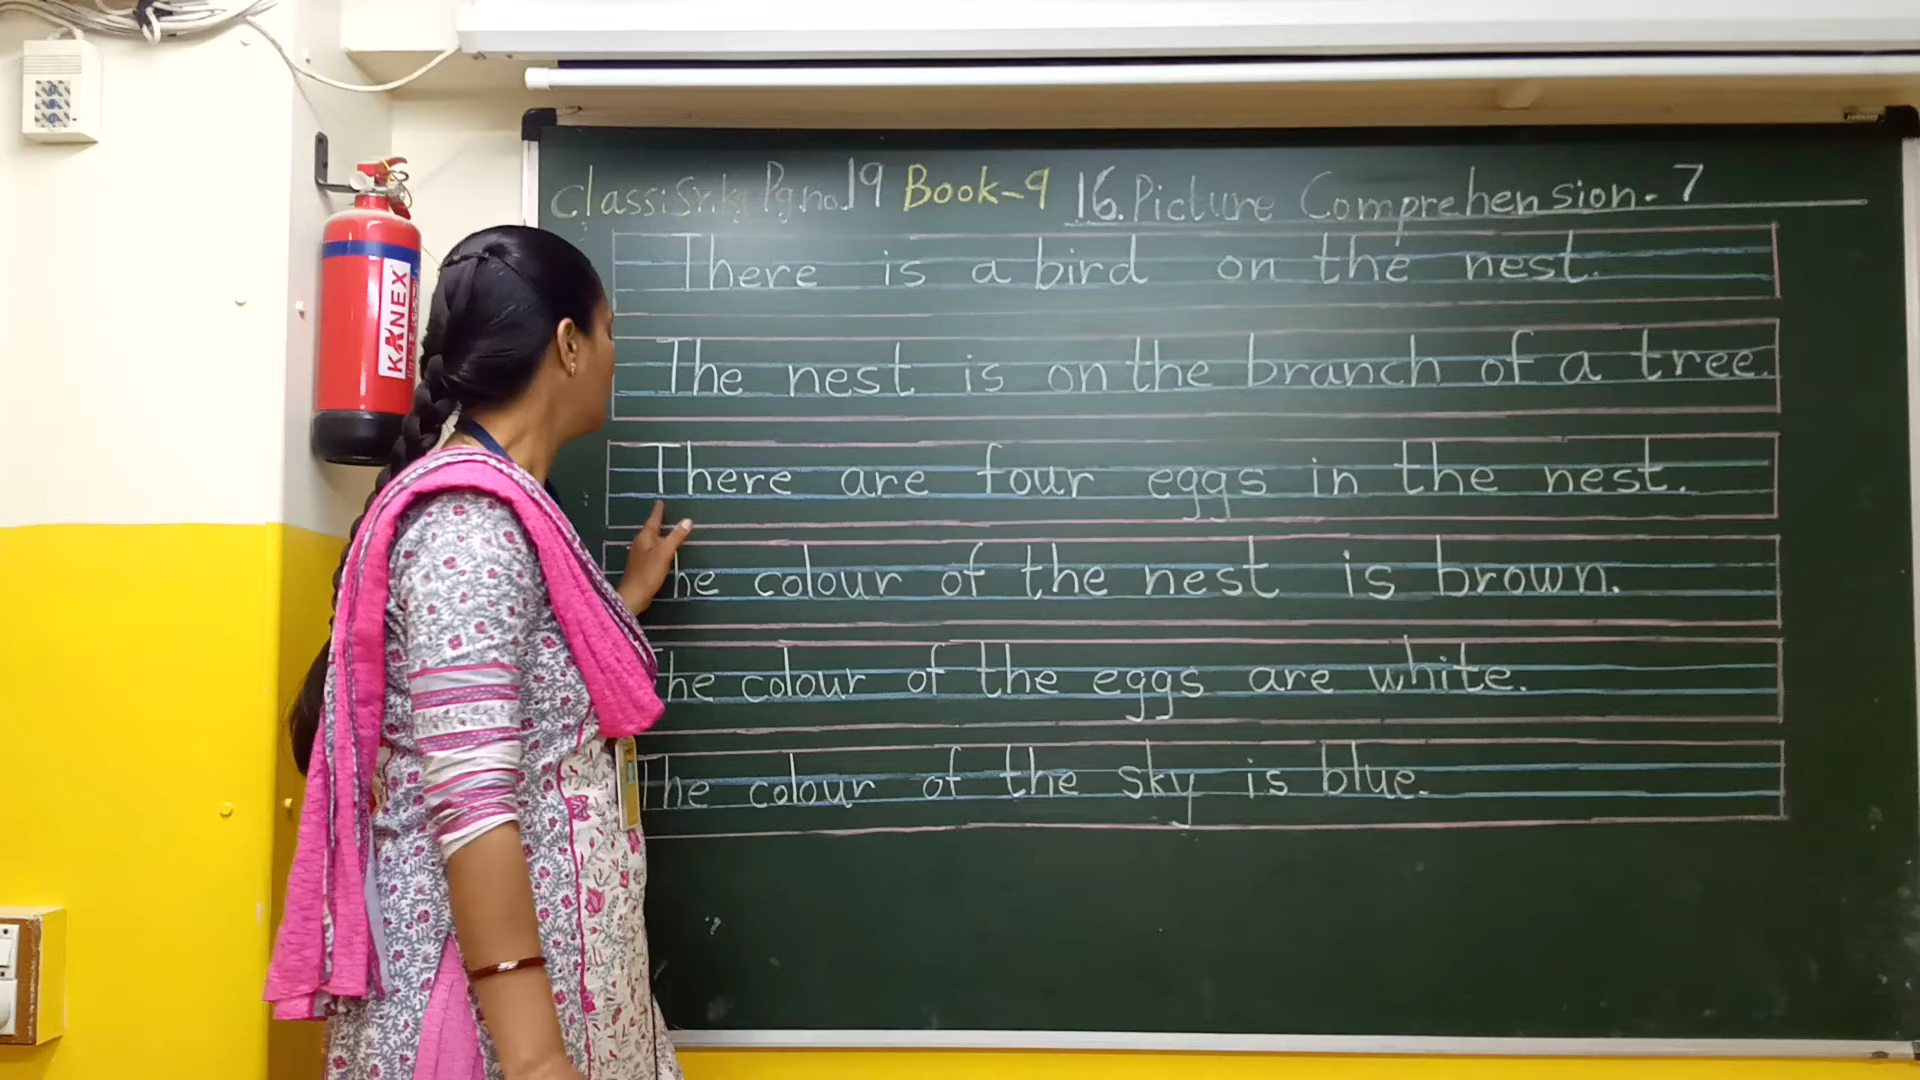 Class: Sr.kg Pg.no.19 Book-9 16. Picture Comprehension-7
There is a bird on the nest.
The nest is on the branch of a tree.
There are four eggs in the nest.
he colour of the nest is brown.
The colour of the eggs are white.
The colour of the sky is blue.
KANEX